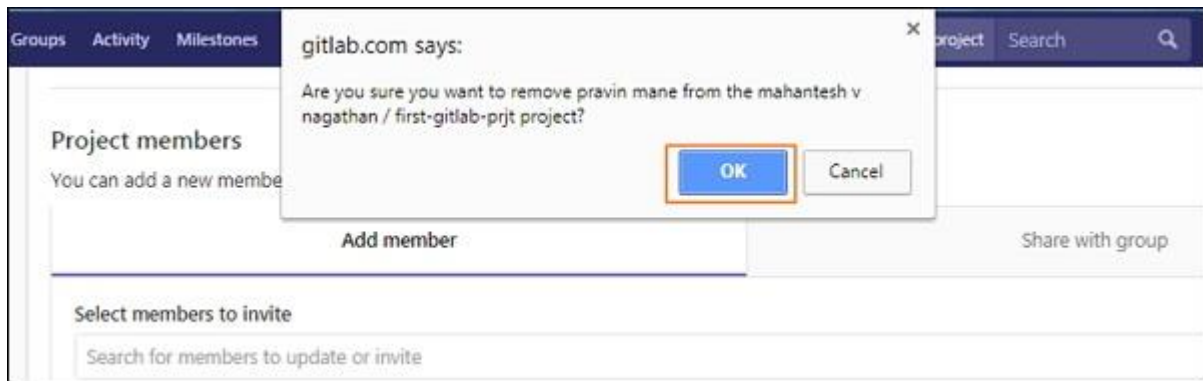 Groups Activity Milestones
project Search
gitlab.com says:
Are you sure you want to remove pravin mane from the mahantesh v
nagathan / first-gitlab-prjt project?
OK Cancel
Project members
You can add a new membe
Add member
Share with group
Select members to invite
Search for members to update or invite